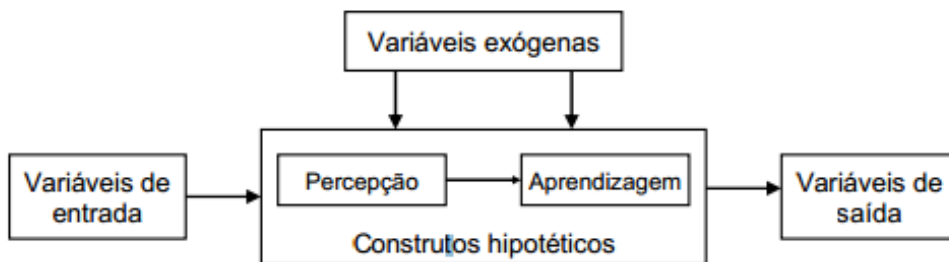 Variáveis exógenas
Variáveis de
entrada
Percepção
Aprendizagem
Construtos hipotéticos
Variáveis de
saída